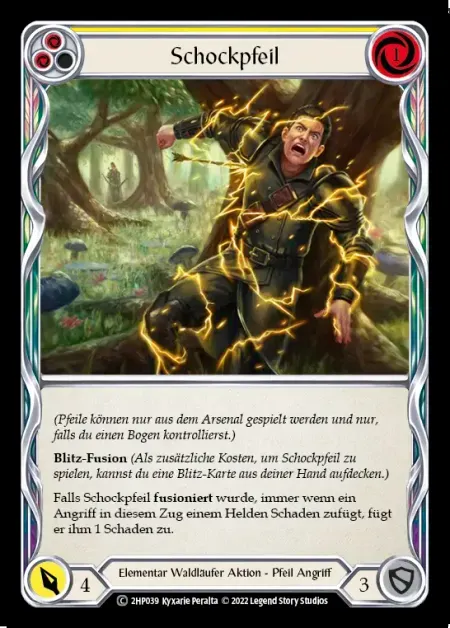 Schockpfeil
1
(Pfeile können nur aus dem Arsenal gespielt werden und nur,
falls du einen Bogen kontrollierst.)
Blitz-Fusion (Als zusätzliche Kosten, um Schockpfeil zu
spielen, kannst du eine Blitz-Karte aus deiner Hand aufdecken.)
Falls Schockpfeil fusioniert wurde, immer wenn ein
Angriff in diesem Zug einem Helden Schaden zufügt, fügt
er ihm 1 Schaden zu.
4
Elementar Waldläufer Aktion - Pfeil Angriff
3
© 2HP039 Kyxarie Peralta © 2022 Legend Story Studios